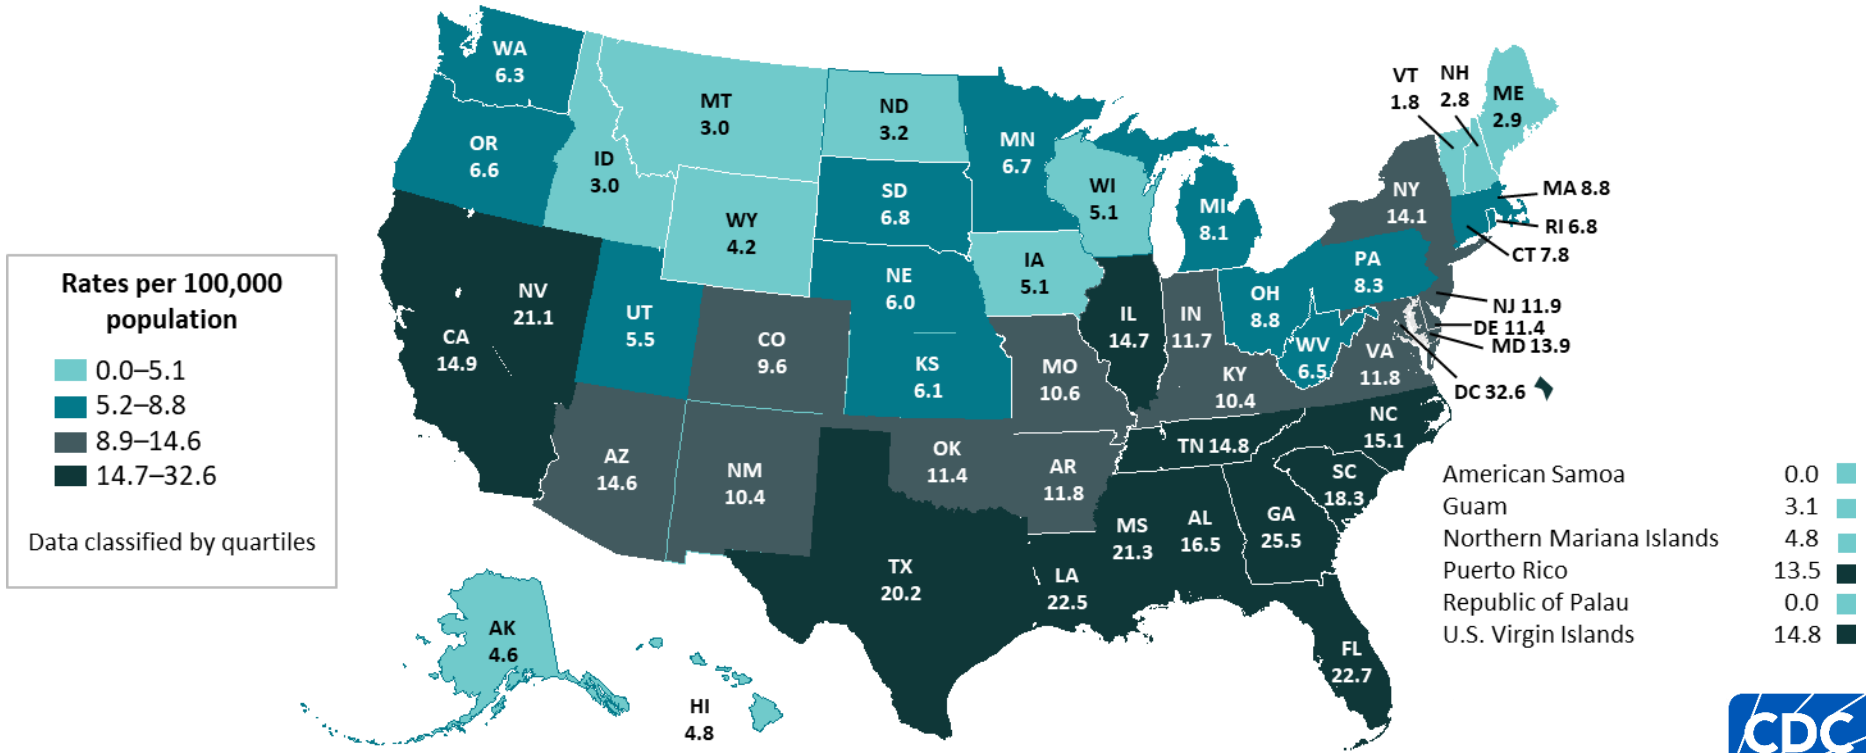 WA
6.3
OR
6.6
CA
14.9
NV
21.1
ID
3.0
MT
3.0
WY
4.2
UT
5.5
CO
9.6
AZ
14.6
NM
10.4
ND
3.2
SD
6.8
NE
6.0
KS
6.1
OK
11.4
TX
20.2
MN
6.7
IA
5.1
MO
10.6
AR
11.8
LA
22.5
WI
5.1
IL
14.7
MI
8.1
IN
11.7
OH
8.8
KY
10.4
TN 14.8
MS
21.3
AL
16.5
GA
25.5
FL
22.7
SC
18.3
NC
15.1
VA
11.8
WV
6.5
PA
8.3
NY
14.1
VT
1.8
NH
2.8
ME
2.9
MA 8.8
RI 6.8
CT 7.8
NJ 11.9
DE 11.4
MD 13.9
DC 32.6
AK
4.6
HI
4.8
Rates per 100,000
population
0.0–5.1
5.2–8.8
8.9–14.6
14.7–32.6
Data classified by quartiles
American Samoa 0.0
Guam 3.1
Northern Mariana Islands 4.8
Puerto Rico 13.5
Republic of Palau 0.0
U.S. Virgin Islands 14.8
CDC